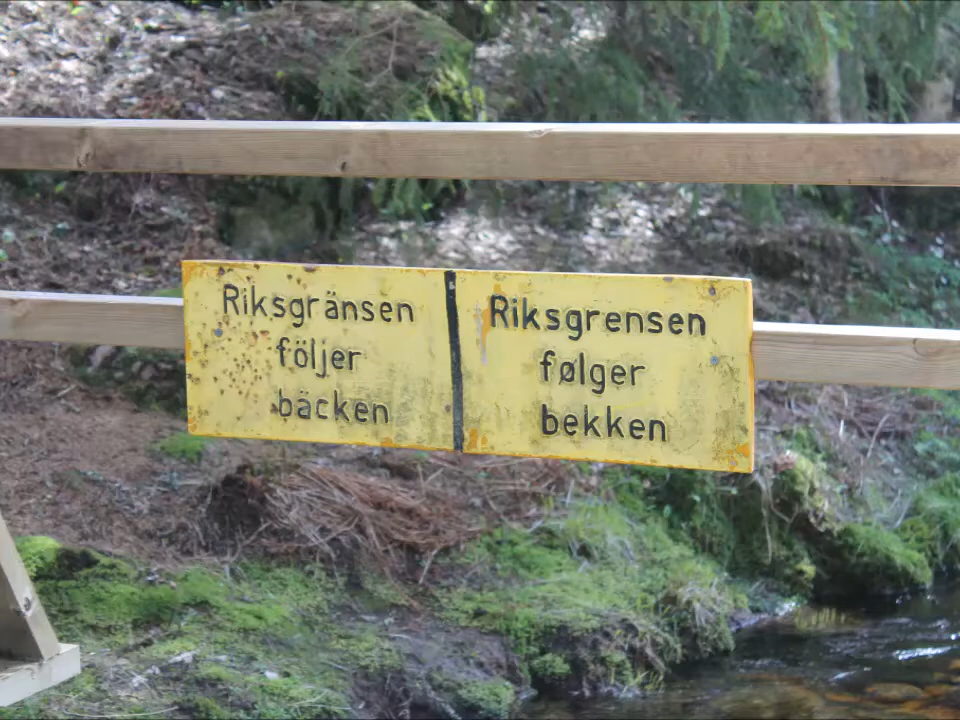 Riksgränsen
följer
bäcken
Riksgrensen
følger
bekken